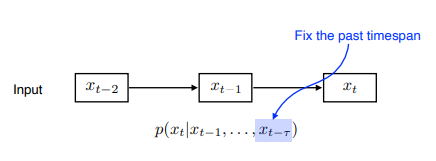 Fix the past timespan
Input x_{t-2} x_{t-1} x_t
p(x_t|x_{t-1}, . . . , x_{t-τ})